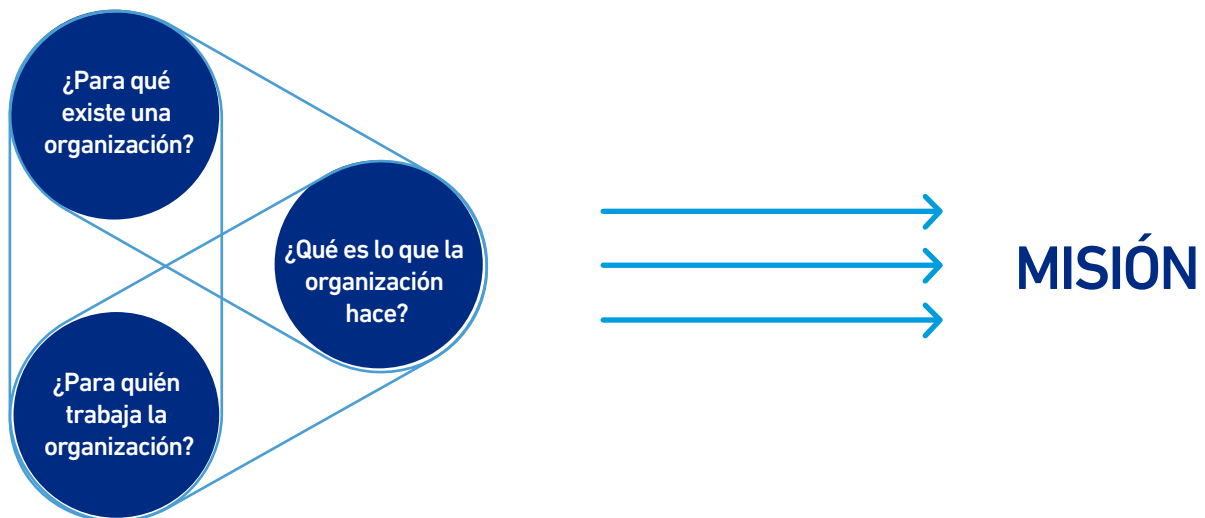 ¿Para qué
existe una
organización?
¿Qué es lo que la
organización
hace?
¿Para quién
trabaja la
organización?
MISIÓN